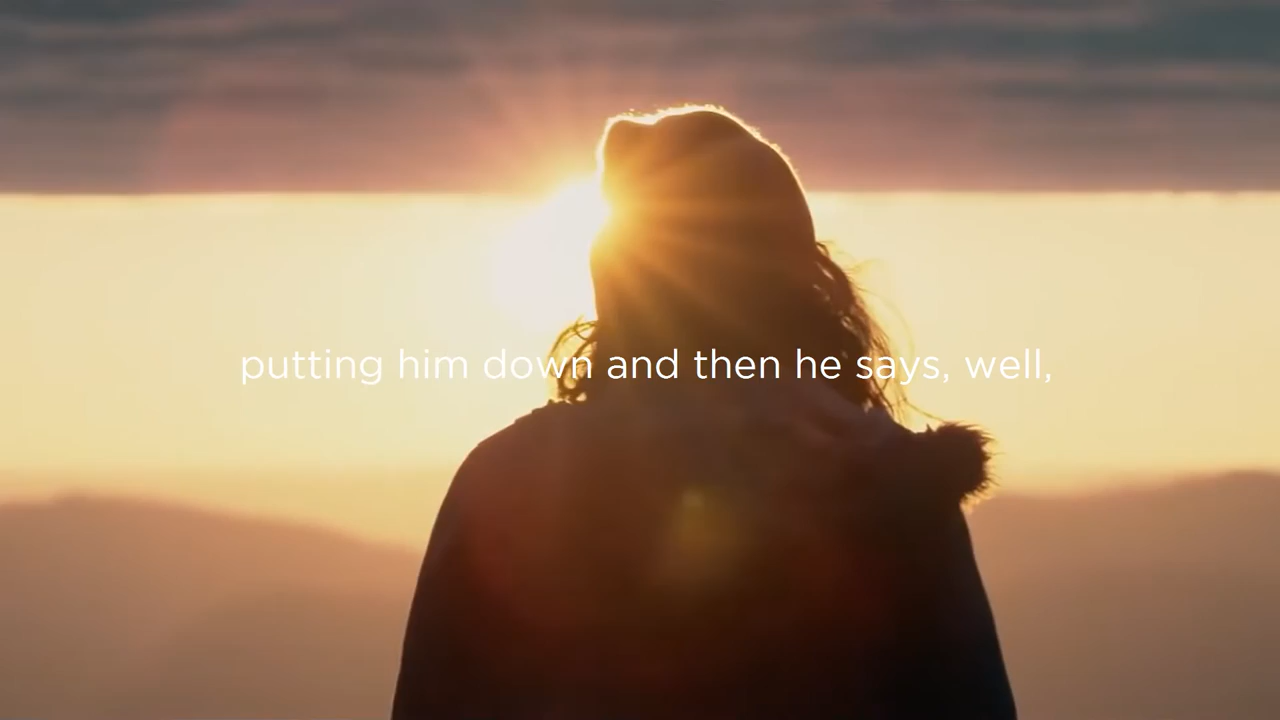 putting him down and then he says, well,